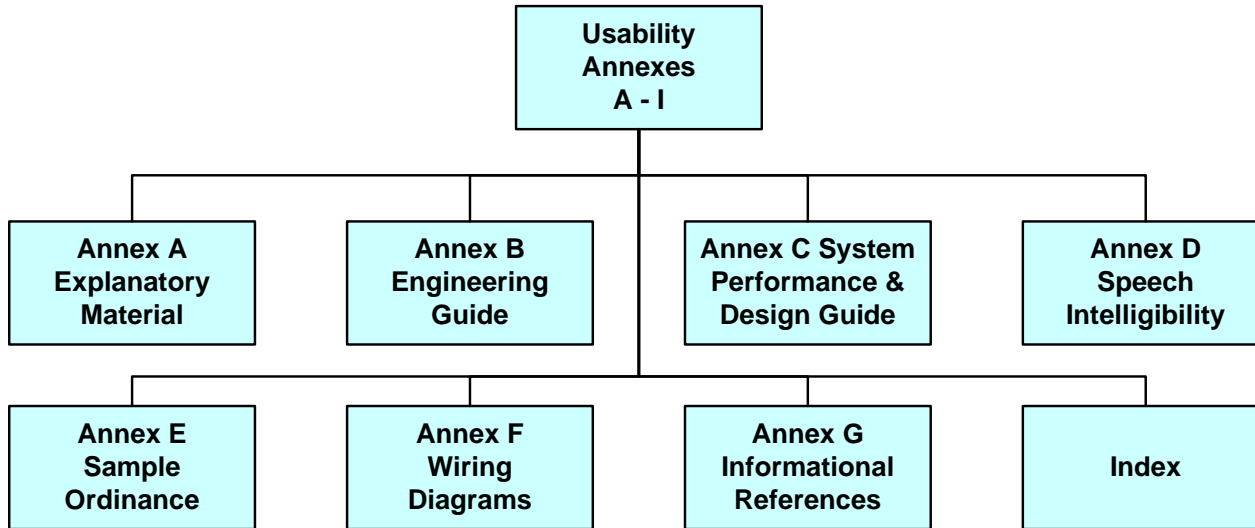 Usability
Annexes
A - I
Annex A
Explanatory
Material
Annex B
Engineering
Guide
Annex C System
Performance &
Design Guide
Annex D
Speech
Intelligibility
Annex E
Sample
Ordinance
Annex F
Wiring
Diagrams
Annex G
Informational
References
Index